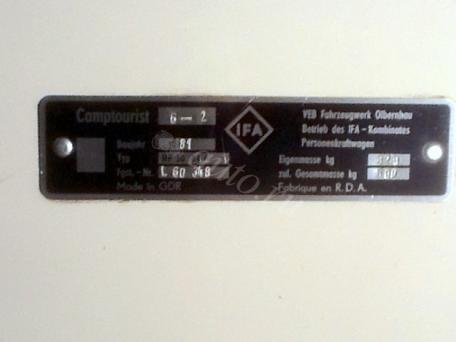 Camptourist 6-2
IFA
VEB Fahrzeugwerk Olbernhau
Betrieb des IFA-Kombinates
Personenkraftwagen
Baujahr 81
Typ
Fgst.-Nr. L 60 348
Made in GDR
Eigenmasse kg
zul. Gesamtmasse kg
Fabrique en R.D.A.